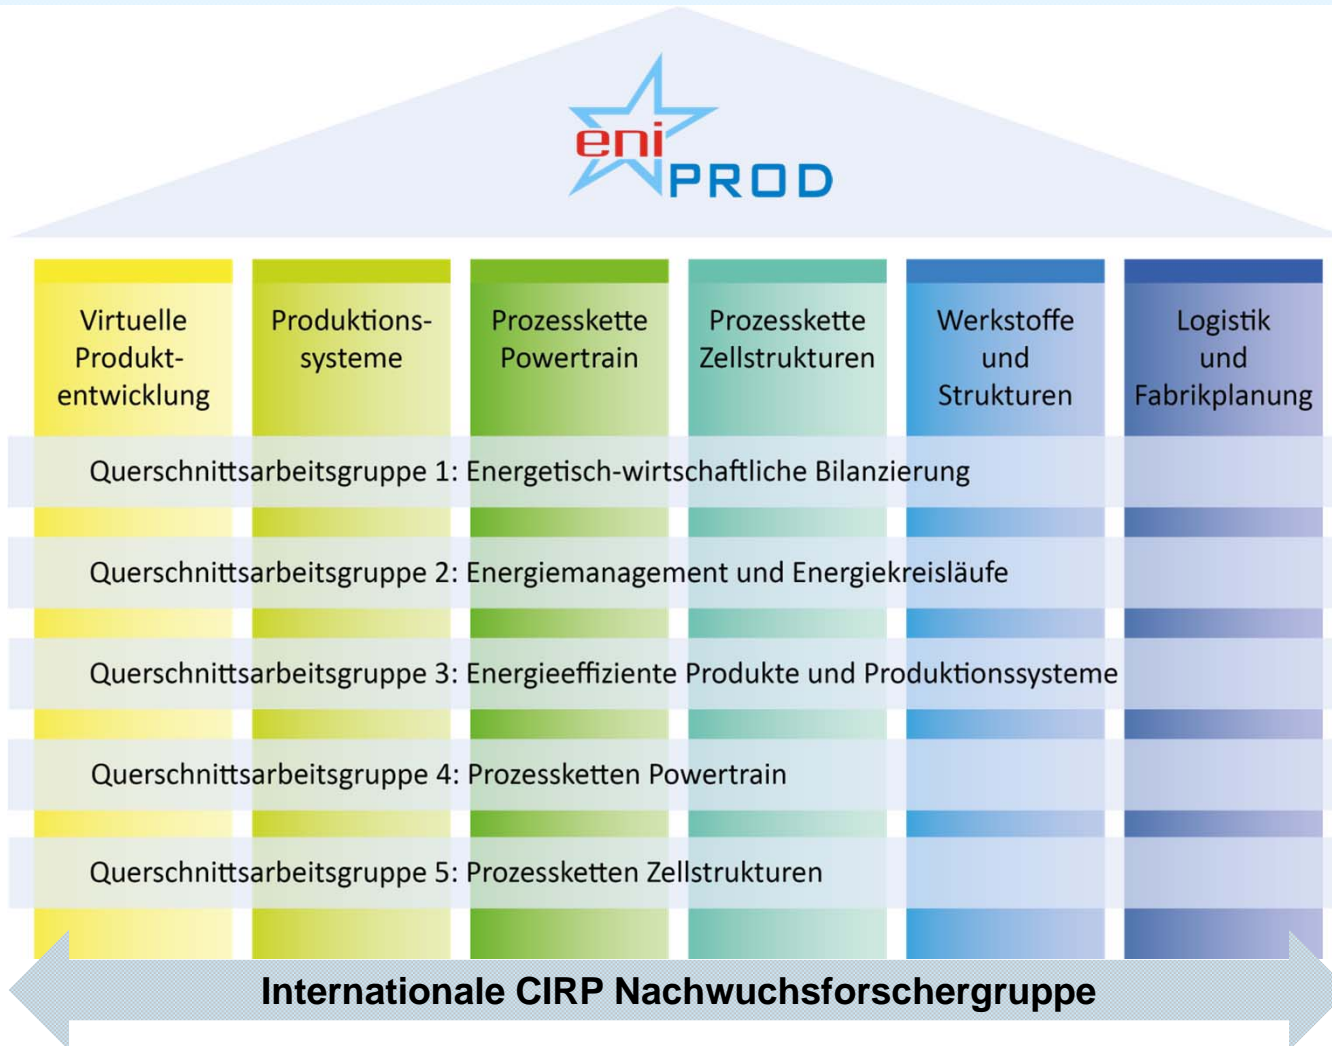 eni
PROD
Virtuelle
Produkt-
entwicklung
Produktions-
systeme
Prozesskette
Powertrain
Prozesskette
Zellstrukturen
Werkstoffe
und
Strukturen
Logistik
und
Fabrikplanung
Querschnittsarbeitsgruppe 1: Energetisch-wirtschaftliche Bilanzierung
Querschnittsarbeitsgruppe 2: Energiemanagement und Energiekreisläufe
Querschnittsarbeitsgruppe 3: Energieeffiziente Produkte und Produktionssysteme
Querschnittsarbeitsgruppe 4: Prozessketten Powertrain
Querschnittsarbeitsgruppe 5: Prozessketten Zellstrukturen
Internationale CIRP Nachwuchsforschergruppe